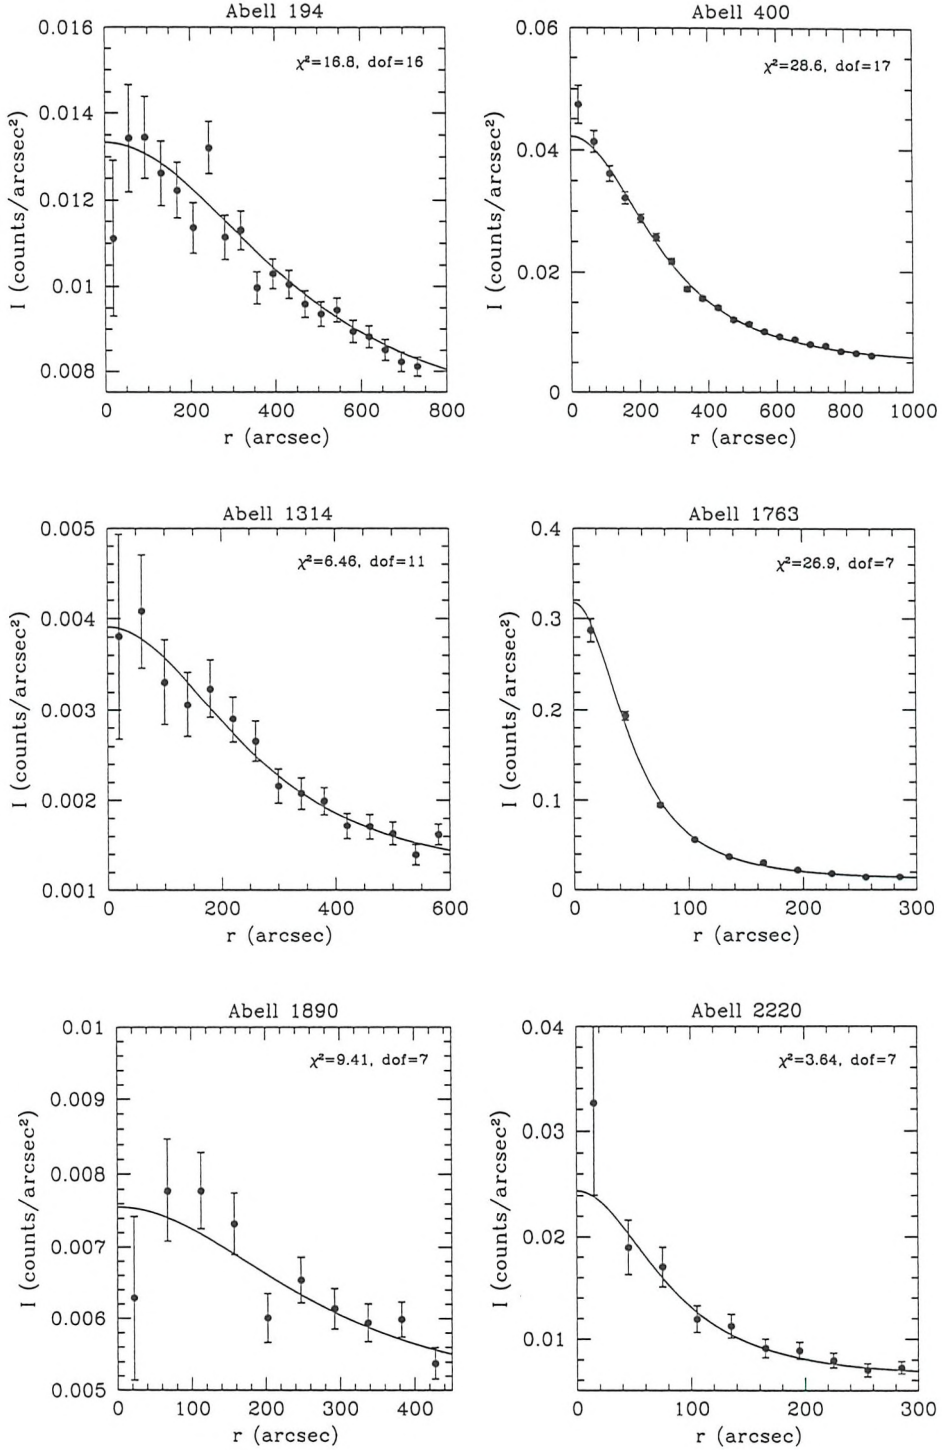 Abell 194
χ²=16.8, dof=16
0.016
0.014
0.012
0.01
0.008
I (counts/arcsec²)
0 200 400 600 800
r (arcsec)
Abell 400
χ²=28.6, dof=17
0.06
0.04
0.02
0
I (counts/arcsec²)
0 200 400 600 800 1000
r (arcsec)
Abell 1314
χ²=6.46, dof=11
0.005
0.004
0.003
0.002
0.001
I (counts/arcsec²)
0 200 400 600
r (arcsec)
Abell 1763
χ²=26.9, dof=7
0.4
0.3
0.2
0.1
0
I (counts/arcsec²)
0 100 200 300
r (arcsec)
Abell 1890
χ²=9.41, dof=7
0.01
0.009
0.008
0.007
0.006
0.005
I (counts/arcsec²)
0 100 200 300 400
r (arcsec)
Abell 2220
χ²=3.64, dof=7
0.04
0.03
0.02
0.01
I (counts/arcsec²)
0 100 200 300
r (arcsec)